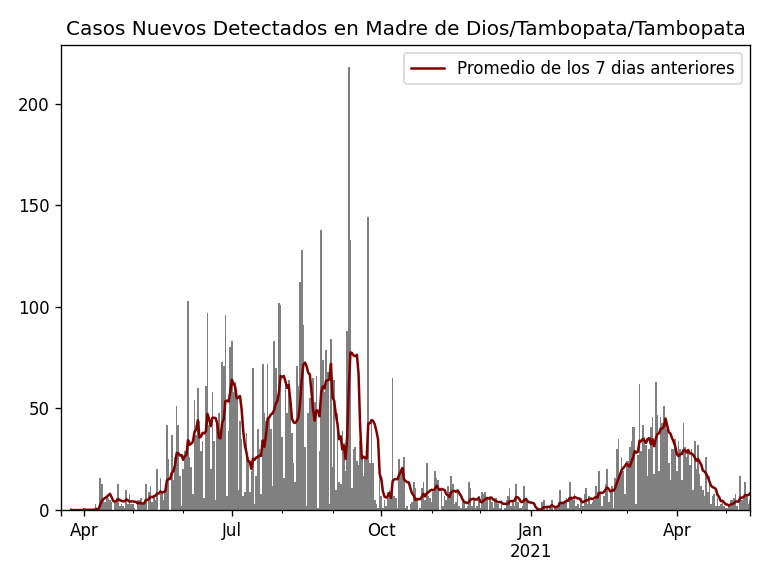 Casos Nuevos Detectados en Madre de Dios/Tambopata/Tambopata
Promedio de los 7 dias anteriores
200
150
100
50
0
Apr Jul Oct Jan Apr
2021